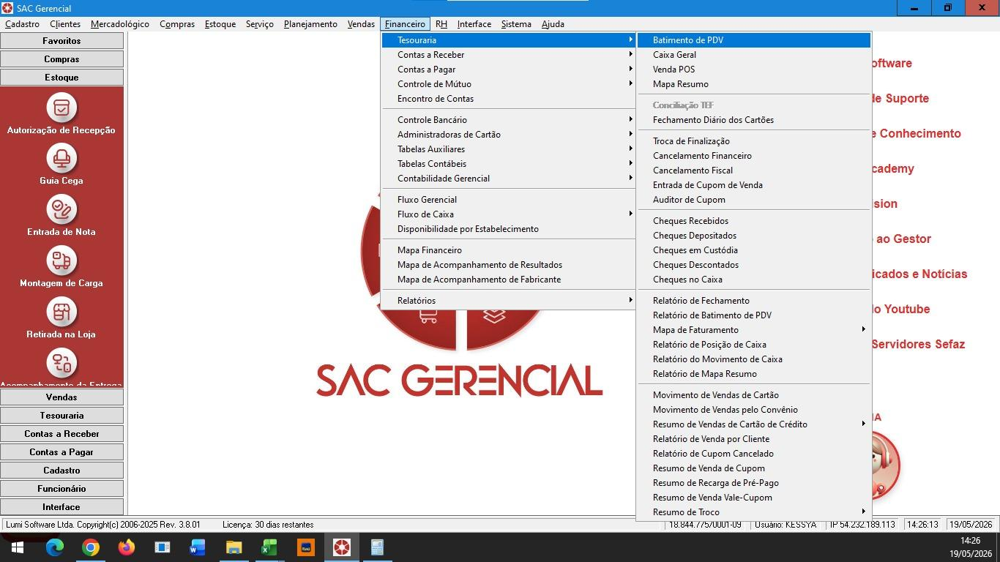 SAC Gerencial
Cadastro Clientes Mercadológico Compras Estoque Serviço Planejamento Vendas Financeiro RH Interface Sistema Ajuda
Favoritos
Compras
Estoque
Autorização de Recepção
Guia Cega
Entrada de Nota
Montagem de Carga
Retirada na Loja
Acompanhamento da Entrega
Vendas
Tesouraria
Contas a Receber
Contas a Pagar
Cadastro
Funcionário
Interface
Tesouraria
Contas a Receber
Contas a Pagar
Controle de Mútuo
Encontro de Contas
Controle Bancário
Administradoras de Cartão
Tabelas Auxiliares
Tabelas Contábeis
Contabilidade Gerencial
Fluxo Gerencial
Fluxo de Caixa
Disponibilidade por Estabelecimento
Mapa Financeiro
Mapa de Acompanhamento de Resultados
Mapa de Acompanhamento de Fabricante
Relatórios
Batimento de PDV
Caixa Geral
Venda POS
Mapa Resumo
Conciliação TEF
Fechamento Diário dos Cartões
Troca de Finalização
Cancelamento Financeiro
Cancelamento Fiscal
Entrada de Cupom de Venda
Auditor de Cupom
Cheques Recebidos
Cheques Depositados
Cheques em Custódia
Cheques Descontados
Cheques no Caixa
Relatório de Fechamento
Relatório de Batimento de PDV
Mapa de Faturamento
Relatório de Posição de Caixa
Relatório do Movimento de Caixa
Relatório de Mapa Resumo
Movimento de Vendas de Cartão
Movimento de Vendas pelo Convênio
Resumo de Vendas de Cartão de Crédito
Relatório de Venda por Cliente
Relatório de Cupom Cancelado
Resumo de Venda de Cupom
Resumo de Recarga de Pré-Pago
Resumo de Venda Vale-Cupom
Resumo de Troco
oftware
de Suporte
e Conhecimento
cademy
ision
ao Gestor
icados e Notícias
o Youtube
Servidores Sefaz
IA
SAC GERENCIAL
Lumi Software Ltda. Copyright(c) 2006-2025 Rev. 3.8.01 Licença: 30 dias restantes 18.844.775/0001-09 Usuário: KESSYA IP 54.232.189.113 14:26:13 19/05/2026
14:26
19/05/2026